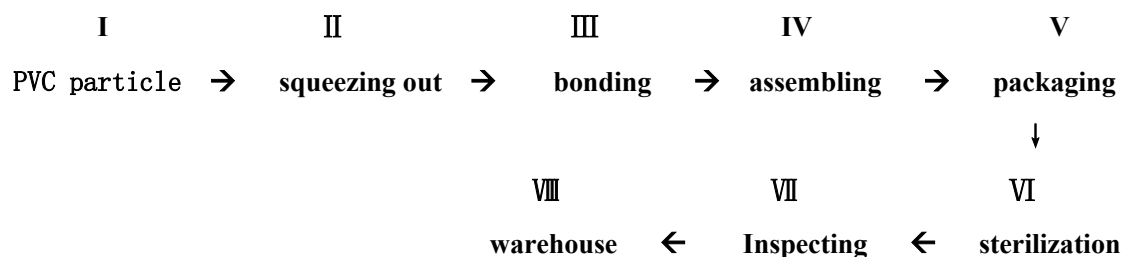 I Ⅱ Ⅲ IV V
PVC particle → squeezing out → bonding → assembling → packaging
↓
Ⅷ Ⅶ Ⅵ
warehouse ← Inspecting ← sterilization